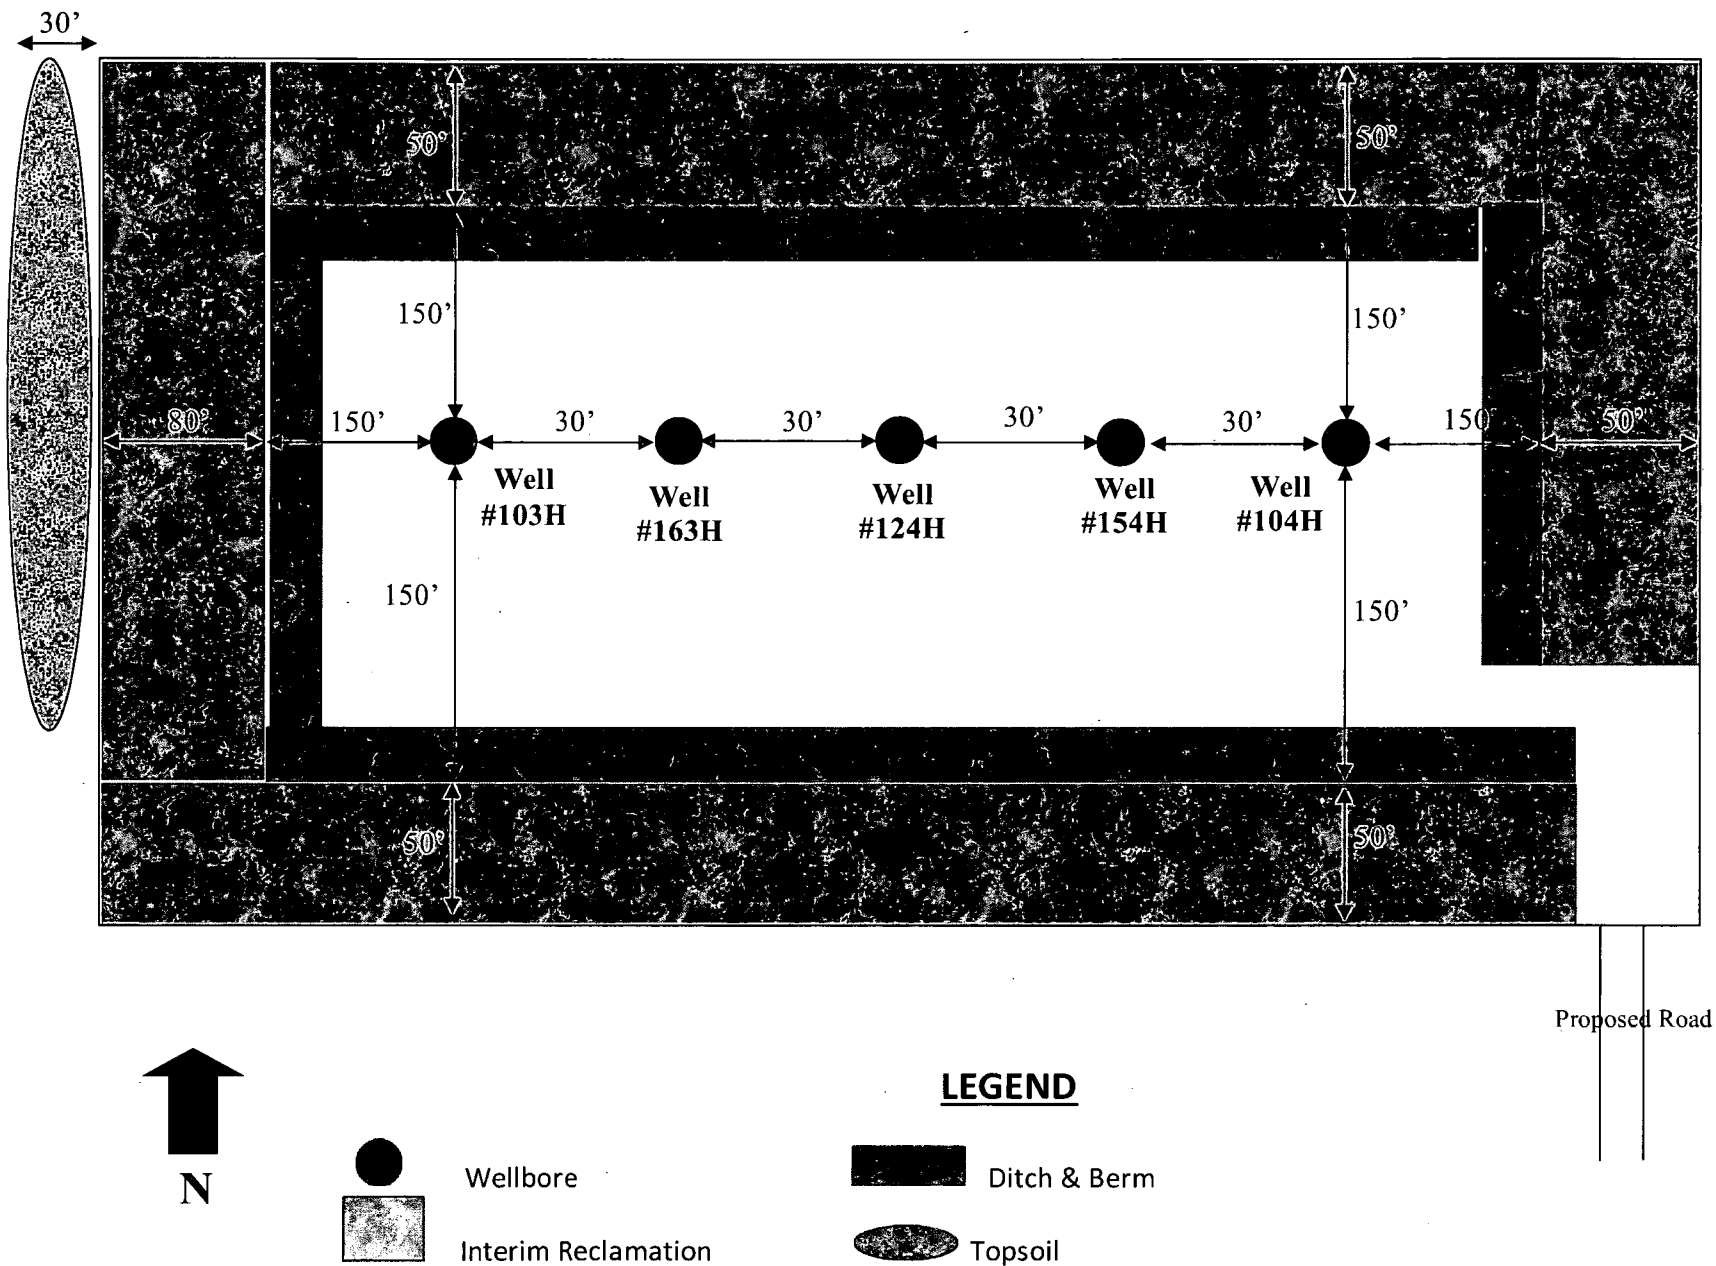 30’
50’
50’
150’
150’
80’
150’
30’
30’
30’
30’
150’
50’
Well
#103H
Well
#163H
Well
#124H
Well
#154H
Well
#104H
150’
150’
50’
50’
Proposed Road
LEGEND
N
Wellbore
Ditch & Berm
Interim Reclamation
Topsoil